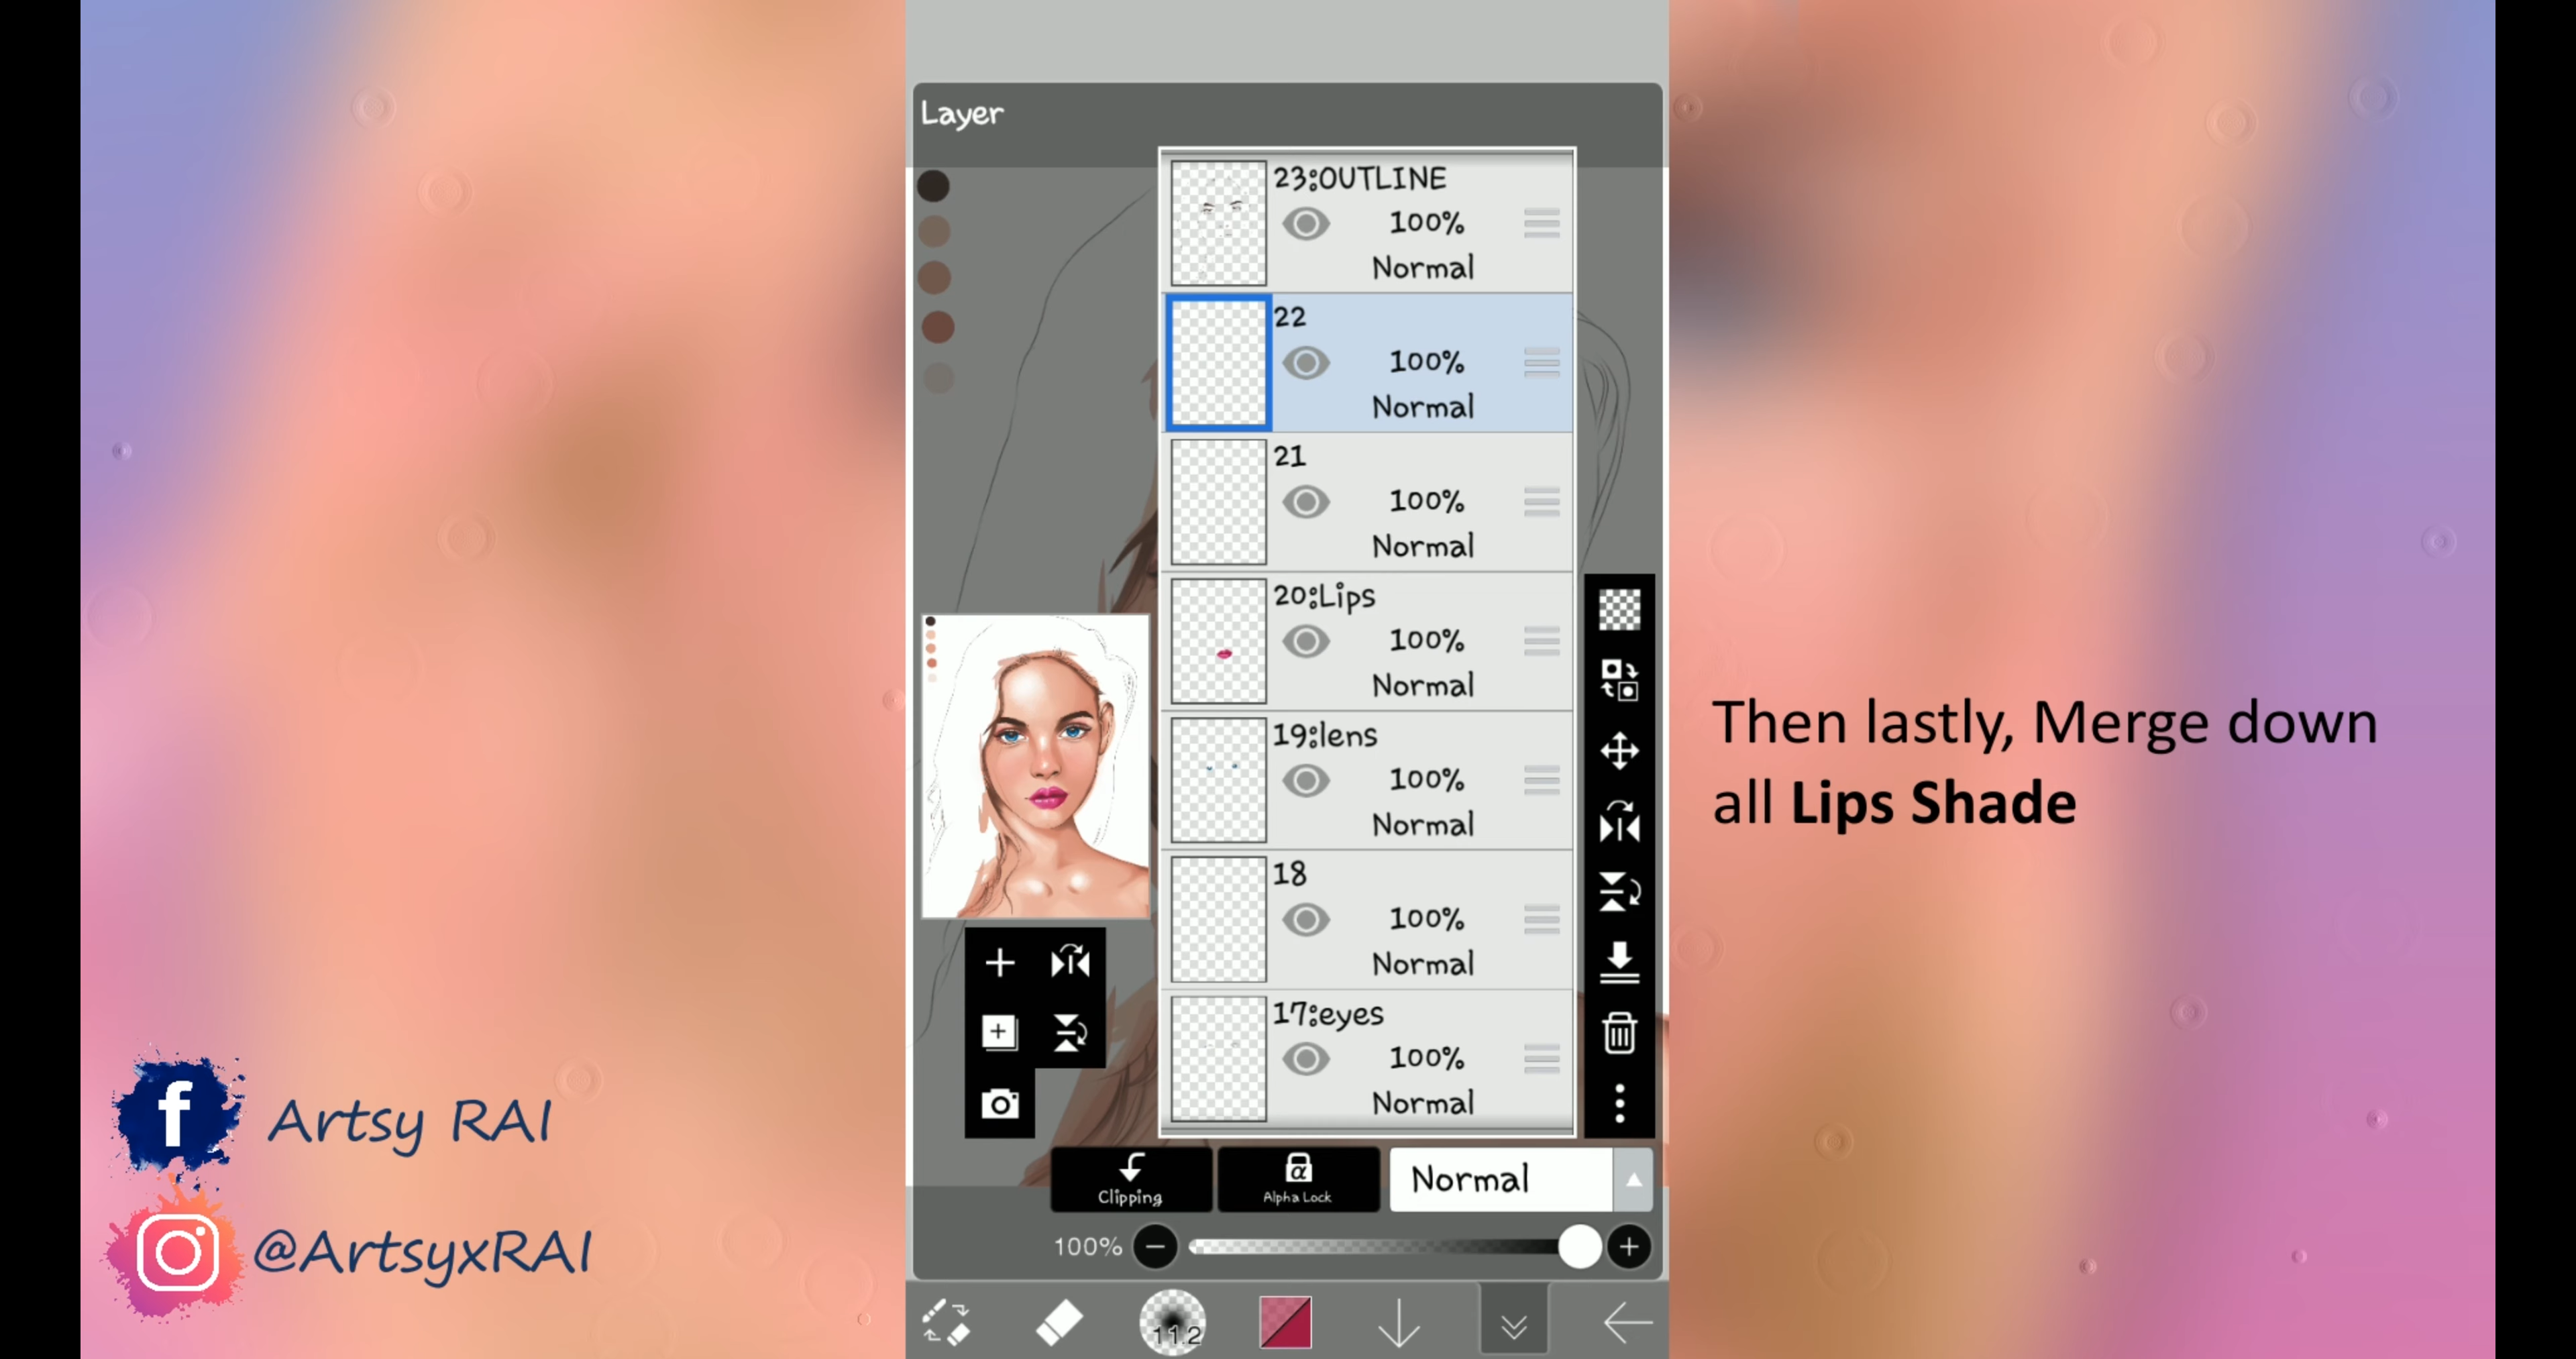 Layer
23:OUTLINE
100%
Normal
22
100%
Normal
21
100%
Normal
20:Lips
100%
Normal
19:lens
100%
Normal
18
100%
Normal
17:eyes
100%
Normal
Clipping
α
Alpha Lock
Normal
100%
11.2
Then lastly, Merge down
all Lips Shade
f
Artsy RAI
@ArtsyxRAI